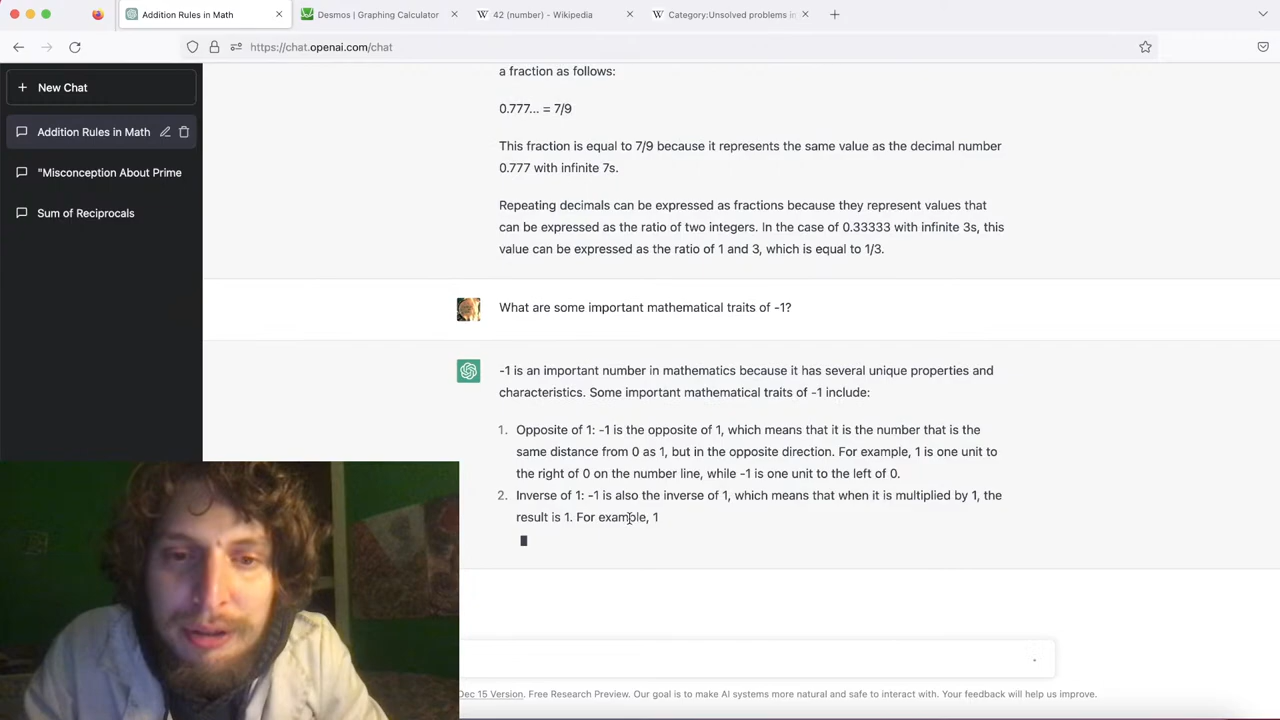 Addition Rules in Math
Desmos | Graphing Calculator
42 (number) - Wikipedia
Category:Unsolved problems in
https://chat.openai.com/chat
New Chat
Addition Rules in Math
"Misconception About Prime
Sum of Reciprocals
a fraction as follows:
0.777... = 7/9
This fraction is equal to 7/9 because it represents the same value as the decimal number
0.777 with infinite 7s.
Repeating decimals can be expressed as fractions because they represent values that
can be expressed as the ratio of two integers. In the case of 0.33333 with infinite 3s, this
value can be expressed as the ratio of 1 and 3, which is equal to 1/3.
What are some important mathematical traits of -1?
-1 is an important number in mathematics because it has several unique properties and
characteristics. Some important mathematical traits of -1 include:
1. Opposite of 1: -1 is the opposite of 1, which means that it is the number that is the
same distance from 0 as 1, but in the opposite direction. For example, 1 is one unit to
the right of 0 on the number line, while -1 is one unit to the left of 0.
2. Inverse of 1: -1 is also the inverse of 1, which means that when it is multiplied by 1, the
result is 1. For example, 1
Dec 15 Version. Free Research Preview. Our goal is to make AI systems more natural and safe to interact with. Your feedback will help us improve.